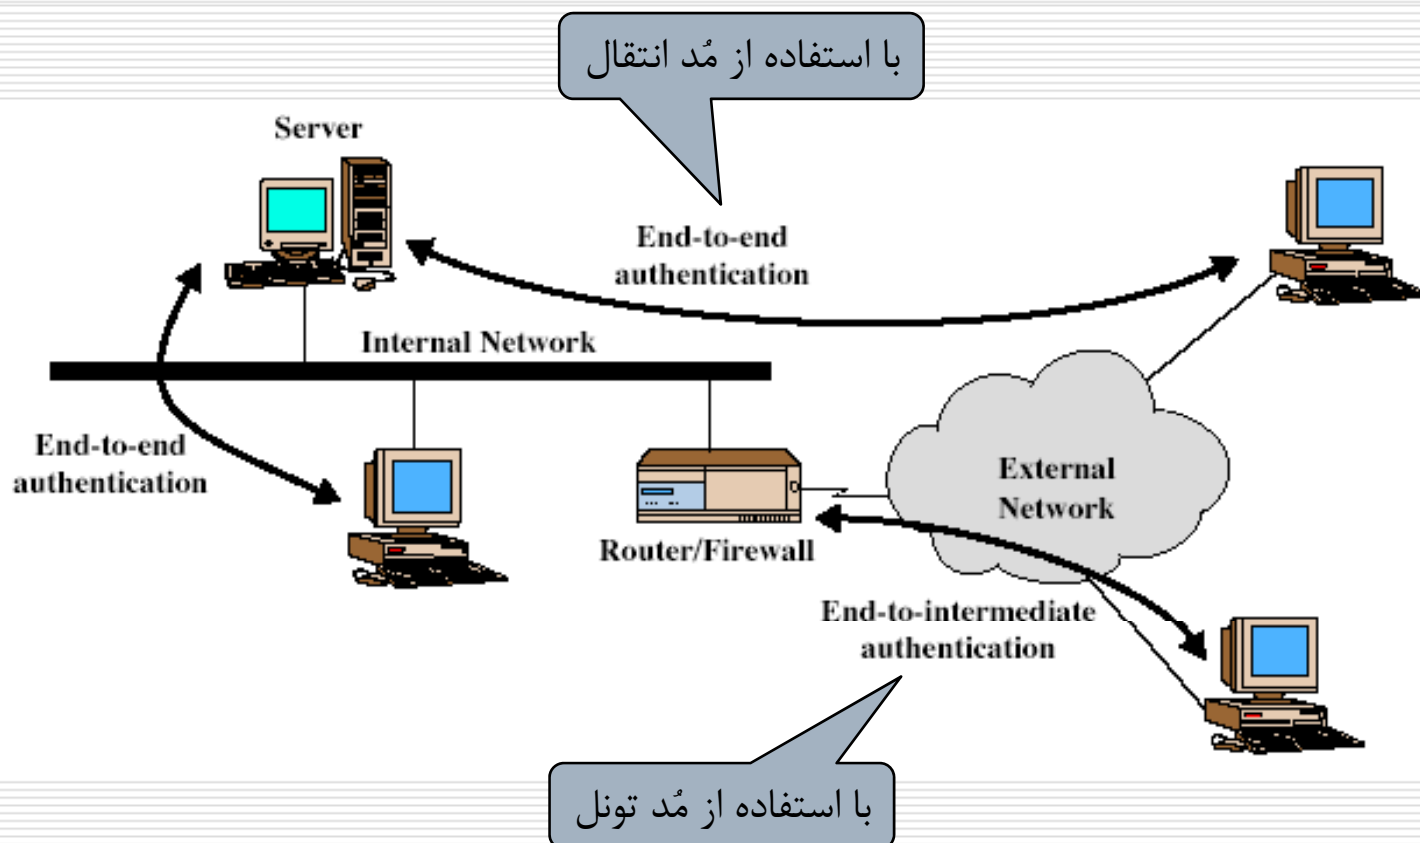 با استفاده از مُد انتقال
Server
End-to-end
authentication
Internal Network
End-to-end
authentication
External
Network
Router/Firewall
End-to-intermediate
authentication
با استفاده از مُد تونل